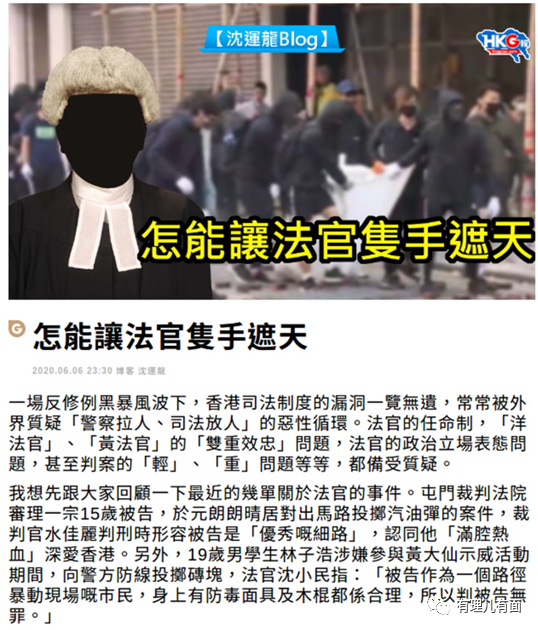 【沈運龍Blog】
HKG報
怎能讓法官隻手遮天
G 怎能讓法官隻手遮天
2020.06.06 23:30 博客 沈運龍
一場反修例黑暴風波下，香港司法制度的漏洞一覽無遺，常常被外
界質疑「警察拉人、司法放人」的惡性循環。法官的任命制，「洋
法官」、「黃法官」的「雙重效忠」問題，法官的政治立場表態問
題，甚至判案的「輕」、「重」問題等等，都備受質疑。
我想先跟大家回顧一下最近的幾單關於法官的事件。屯門裁判法院
審理一宗15歲被告，於元朗朗晴居對出馬路投擲汽油彈的案件，裁
判官水佳麗判刑時形容被告是「優秀嘅細路」，認同他「滿腔熱
血」深愛香港。另外，19歲男學生林子浩涉嫌參與黃大仙示威活動
期間，向警方防線投擲磚塊，法官沈小民指：「被告作為一個路徑
暴動現場嘅市民，身上有防毒面具及木棍都係合理，所以判被告無
罪。」
有理儿有面